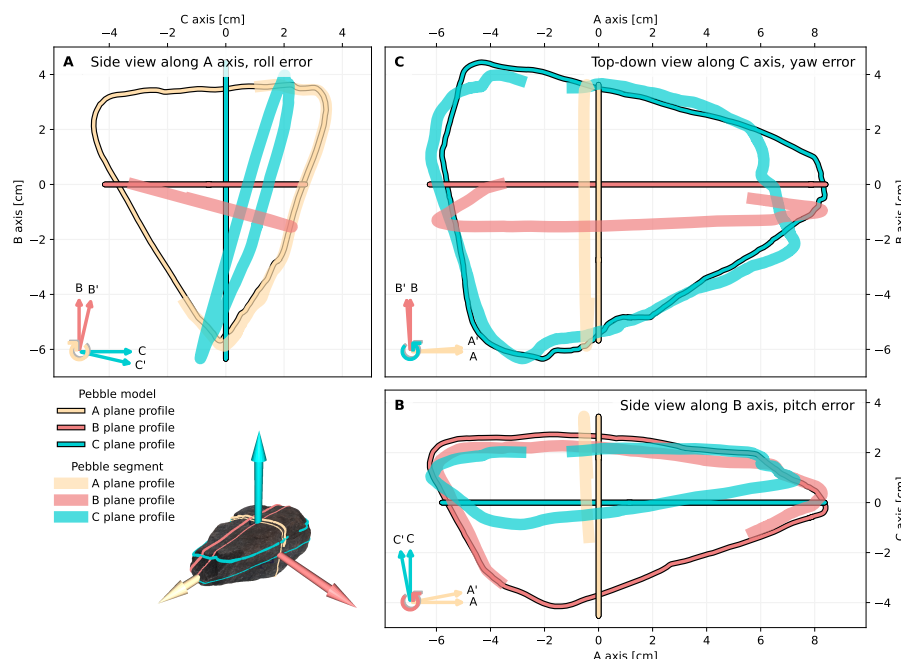 C axis [cm]
−4 −2 0 2 4
A axis [cm]
−6 −4 −2 0 2 4 6 8
A Side view along A axis, roll error
B axis [cm]
4
2
0
−2
−4
−6
B B'
C
C'
C Top-down view along C axis, yaw error
4
2
0
−2
−4
−6
B axis [cm]
B' B
A'
A
Pebble model
A plane profile
B plane profile
C plane profile
Pebble segment
A plane profile
B plane profile
C plane profile
B Side view along B axis, pitch error
4
2
0
−2
−4
C axis [cm]
C' C
A'
A
−6 −4 −2 0 2 4 6 8
A axis [cm]